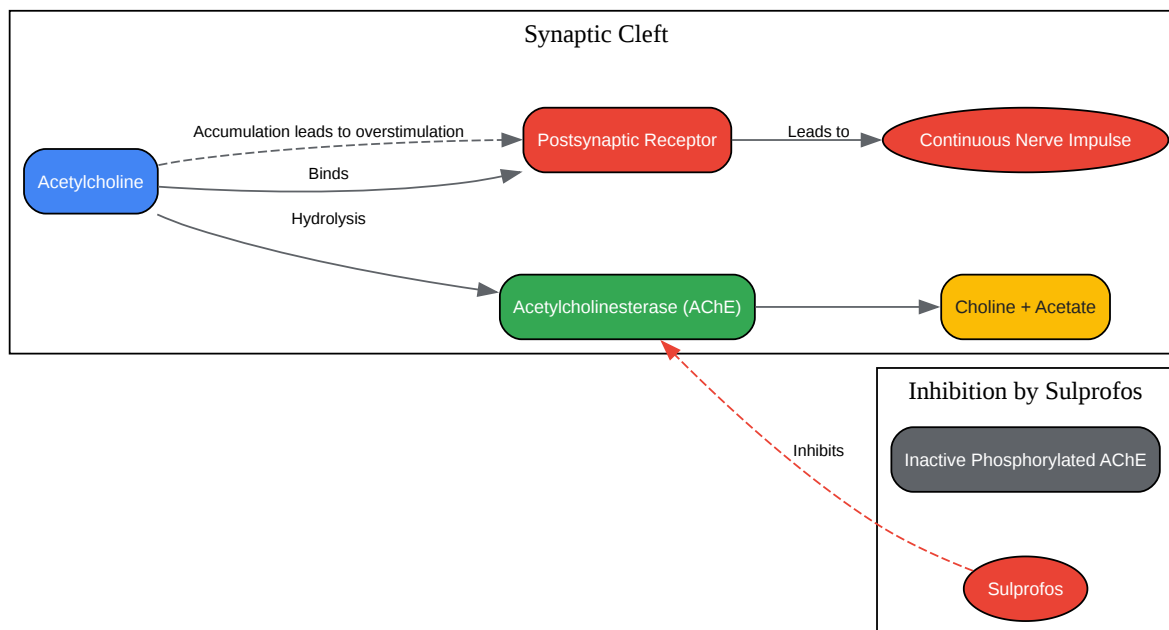 Synaptic Cleft
Accumulation leads to overstimulation
Postsynaptic Receptor
Leads to
Continuous Nerve Impulse
Acetylcholine
Binds
Hydrolysis
Acetylcholinesterase (AChE)
Choline + Acetate
Inhibition by Sulprofos
Inactive Phosphorylated AChE
Inhibits
Sulprofos